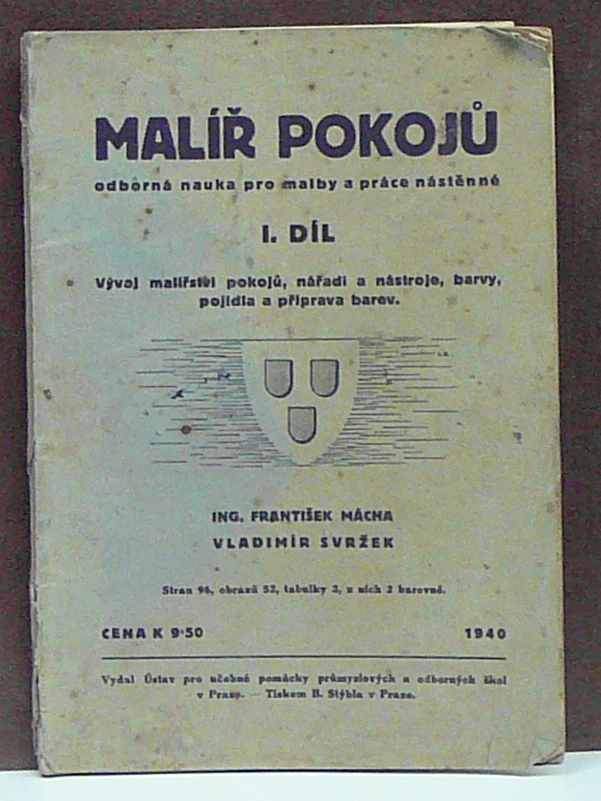 MALÍŘ POKOJŮ
odborná nauka pro malby a práce nástěnné
I. DÍL
Vývoj malířství pokojů, nářadí a nástroje, barvy,
pojidla a příprava barev.
ING. FRANTIŠEK MÁCHA
VLADIMÍR SVRŽEK
Stran 96, obrazů 52, tabulky 3, z nich 2 barevné.
CENA K 9·50 1940
Vydal Ústav pro učebné pomůcky průmyslových a odborných škol
v Praze. — Tiskem B. Stýbla v Praze.